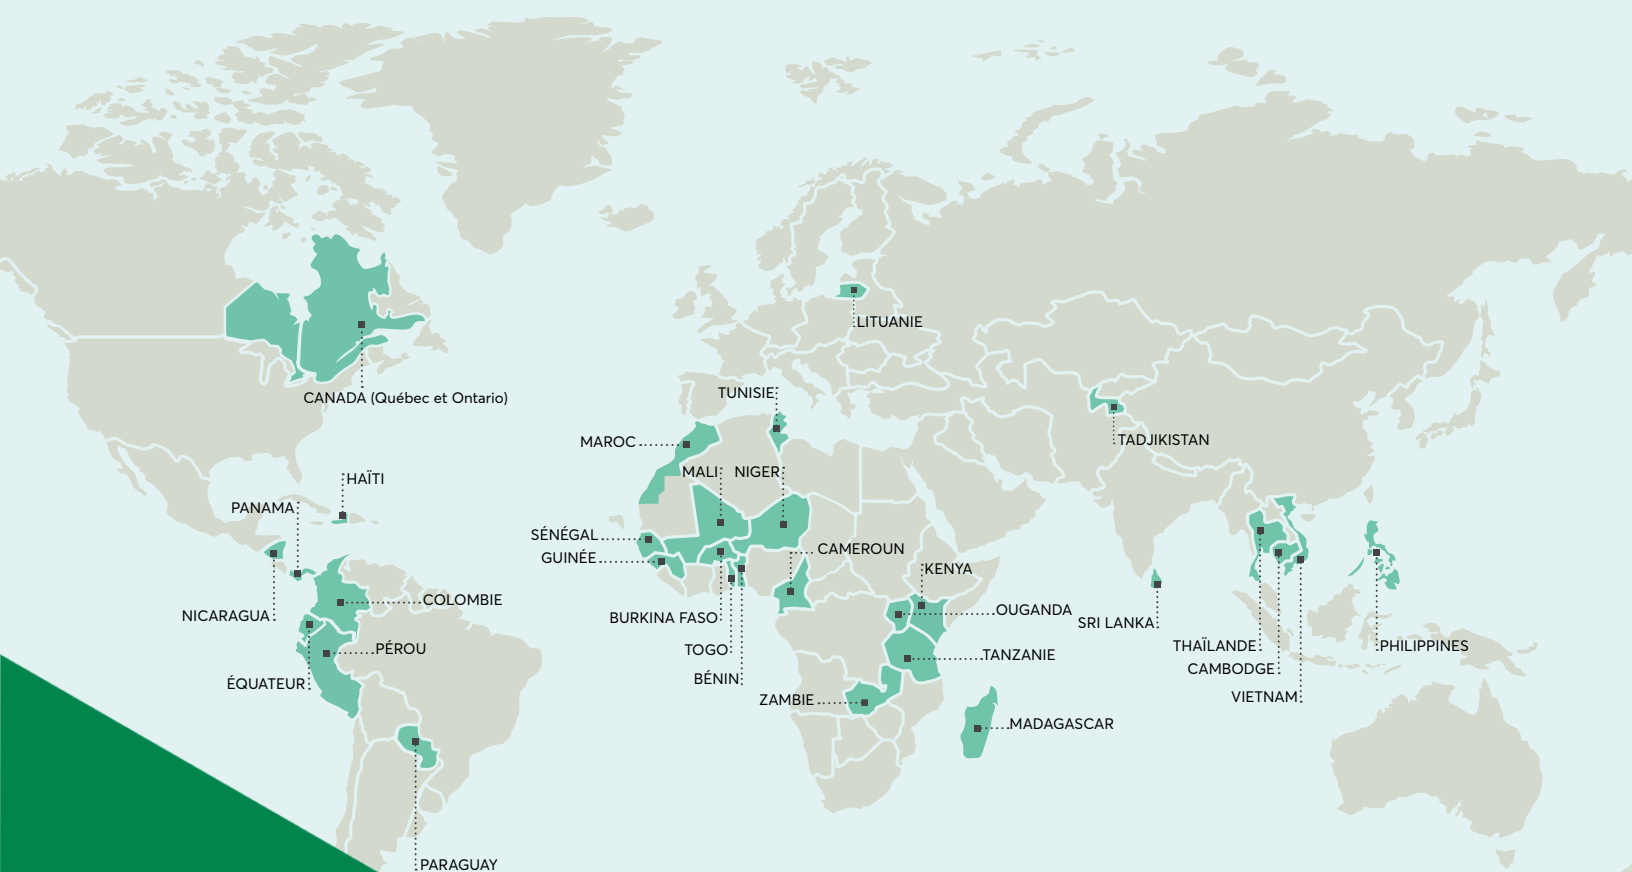 LITUANIE
TUNISIE
CANADA (Québec et Ontario)
MAROC
TADJIKISTAN
MALI
NIGER
HAÏTI
PANAMA
SÉNÉGAL
CAMEROUN
GUINÉE
KENYA
COLOMBIE
OUGANDA
NICARAGUA
BURKINA FASO
SRI LANKA
THAÏLANDE
PHILIPPINES
PÉROU
TOGO
TANZANIE
CAMBODGE
BÉNIN
ÉQUATEUR
VIETNAM
ZAMBIE
MADAGASCAR
PARAGUAY